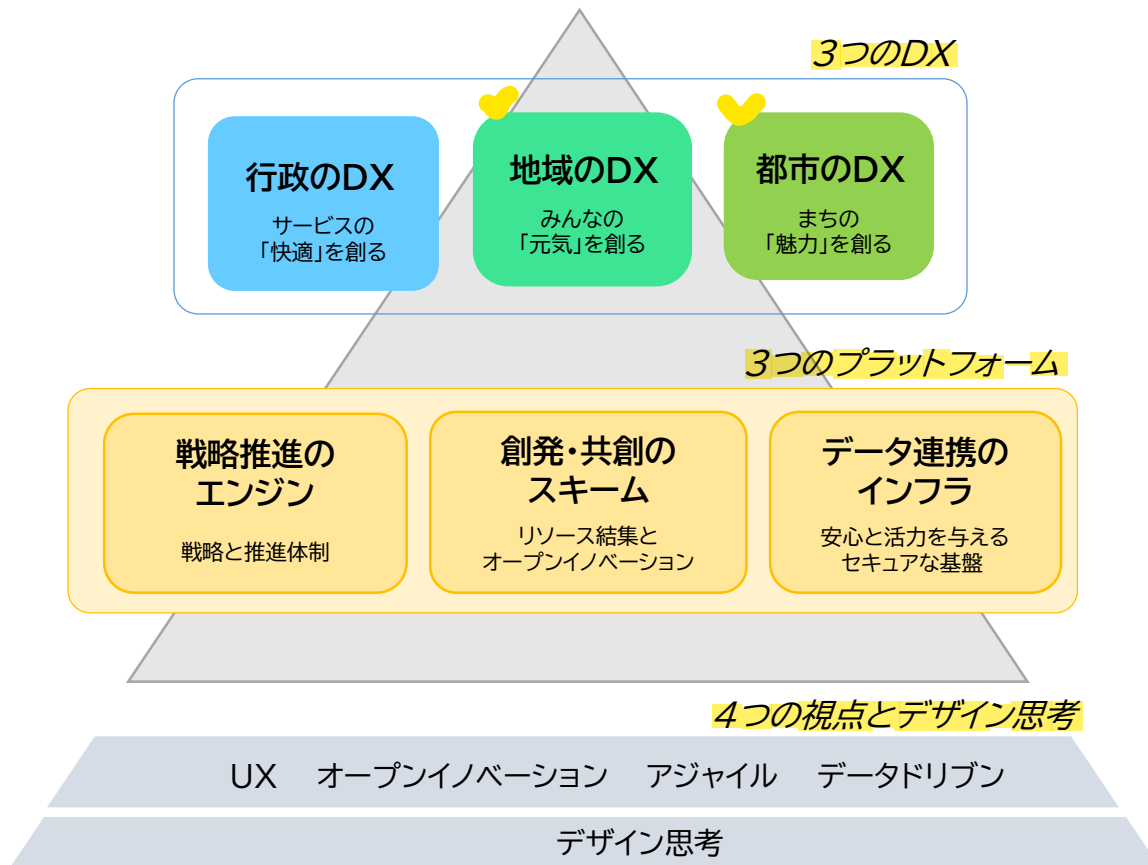 3つのDX
行政のDX
サービスの
「快適」を創る
地域のDX
みんなの
「元気」を創る
都市のDX
まちの
「魅力」を創る
3つのプラットフォーム
戦略推進の
エンジン
戦略と推進体制
創発・共創の
スキーム
リソース結集と
オープンイノベーション
データ連携の
インフラ
安心と活力を与える
セキュアな基盤
4つの視点とデザイン思考
UX オープンイノベーション アジャイル データドリブン
デザイン思考